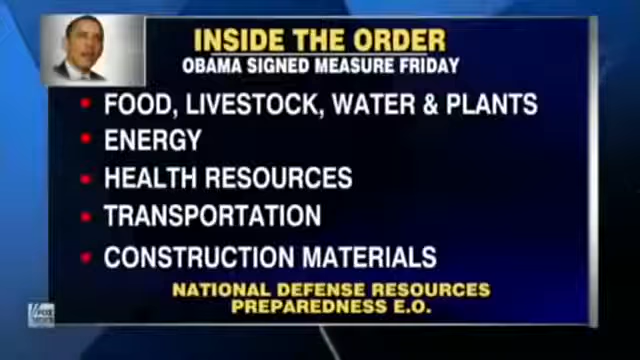 INSIDE THE ORDER
OBAMA SIGNED MEASURE FRIDAY
FOOD, LIVESTOCK, WATER & PLANTS
ENERGY
HEALTH RESOURCES
TRANSPORTATION
CONSTRUCTION MATERIALS
NATIONAL DEFENSE RESOURCES
PREPAREDNESS E.O.
FOX